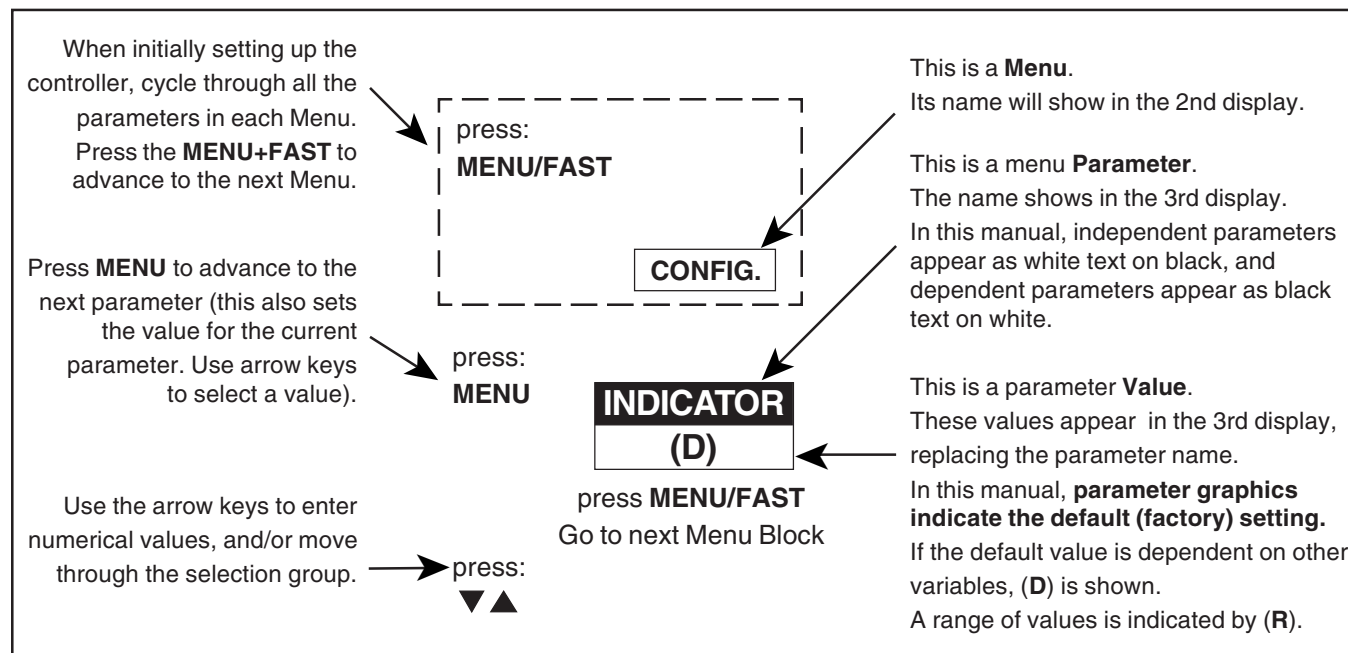 When initially setting up the
controller, cycle through all the
parameters in each Menu.
Press the MENU+FAST to
advance to the next Menu.
Press MENU to advance to the
next parameter (this also sets
the value for the current
parameter. Use arrow keys
to select a value).
Use the arrow keys to enter
numerical values, and/or move
through the selection group.
press:
MENU/FAST
CONFIG.
press:
MENU
INDICATOR
(D)
press MENU/FAST
Go to next Menu Block
press:
▼▲
This is a Menu.
Its name will show in the 2nd display.
This is a menu Parameter.
The name shows in the 3rd display.
In this manual, independent parameters
appear as white text on black, and
dependent parameters appear as black
text on white.
This is a parameter Value.
These values appear in the 3rd display,
replacing the parameter name.
In this manual, parameter graphics
indicate the default (factory) setting.
If the default value is dependent on other
variables, (D) is shown.
A range of values is indicated by (R).